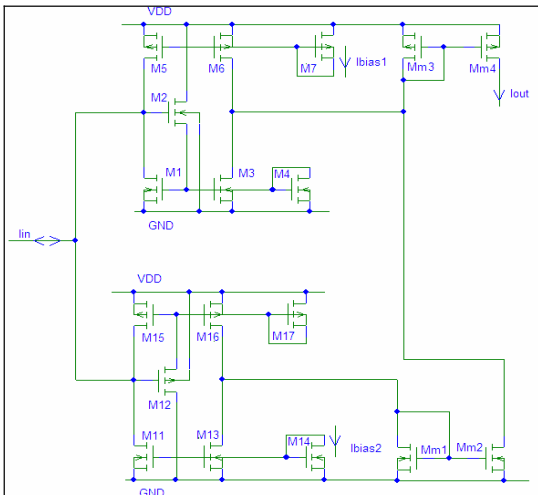 VDD
M5
M6
M7
Ibias1
Mm3
Mm4
M2
Iout
M1
M3
M4
GND
Iin
VDD
M15
M16
M17
M12
M11
M13
M14
Ibias2
Mm1
Mm2
GND